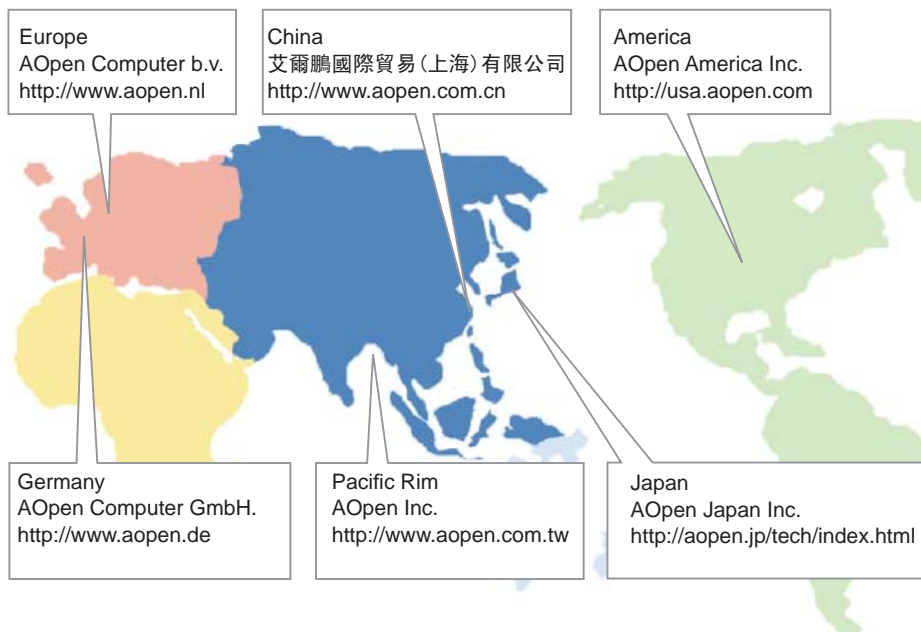 Europe
AOpen Computer b.v.
http://www.aopen.nl
China
艾爾鵬國際貿易(上海)有限公司
http://www.aopen.com.cn
America
AOpen America Inc.
http://usa.aopen.com
Germany
AOpen Computer GmbH.
http://www.aopen.de
Pacific Rim
AOpen Inc.
http://www.aopen.com.tw
Japan
AOpen Japan Inc.
http://aopen.jp/tech/index.html